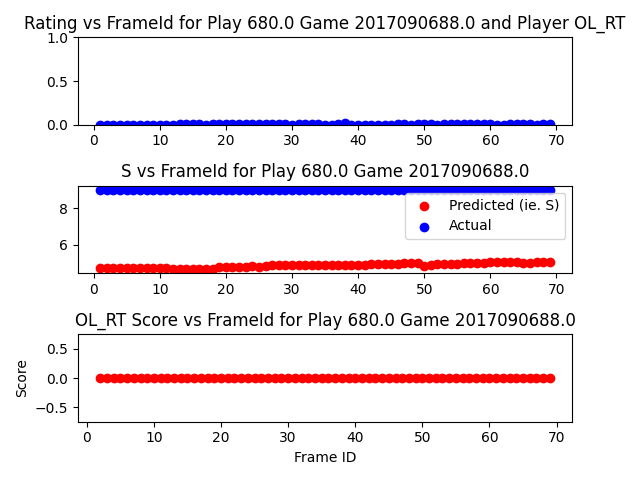 Rating vs FrameId for Play 680.0 Game 2017090688.0 and Player OL_RT
1.0
0.5
0.0
0 10 20 30 40 50 60 70
S vs FrameId for Play 680.0 Game 2017090688.0
8
6
Predicted (ie. S)
Actual
0 10 20 30 40 50 60 70
OL_RT Score vs FrameId for Play 680.0 Game 2017090688.0
Score
0.5
0.0
−0.5
0 10 20 30 40 50 60 70
Frame ID